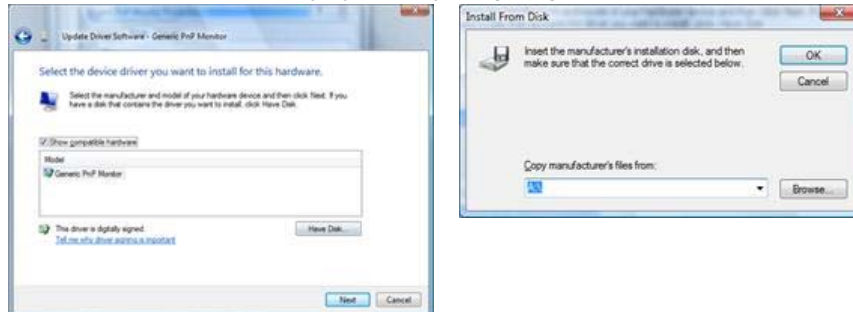 Update Driver Software - Generic PnP Monitor
Select the device driver you want to install for this hardware.
Select the manufacturer and model of your hardware device and then click Next. If you
have a disk that contains the driver you want to install, click Have Disk.
Show compatible hardware
Model
Generic PnP Monitor
This driver is digitally signed.
Tell me why driver signing is important
Have Disk...
Next
Cancel
Install From Disk
Insert the manufacturer's installation disk, and then
make sure that the correct drive is selected below.
OK
Cancel
Copy manufacturer's files from:
A:\
Browse...